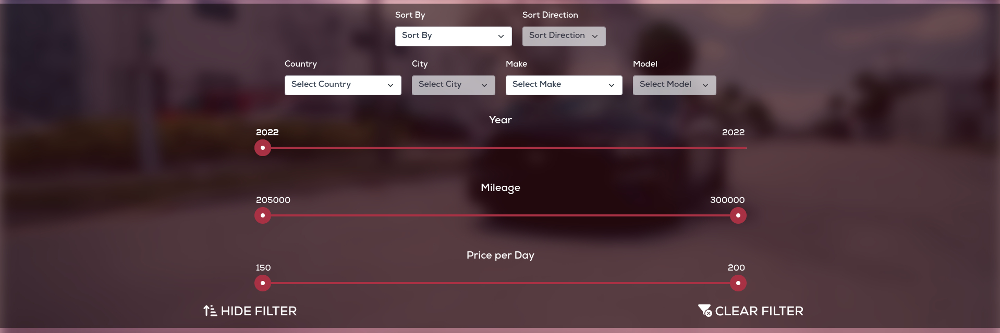 Sort By
Sort Direction
Sort By
Sort Direction
Country
City
Make
Model
Select Country
Select City
Select Make
Select Model
Year
2022
2022
Mileage
205000
300000
Price per Day
150
200
HIDE FILTER
CLEAR FILTER